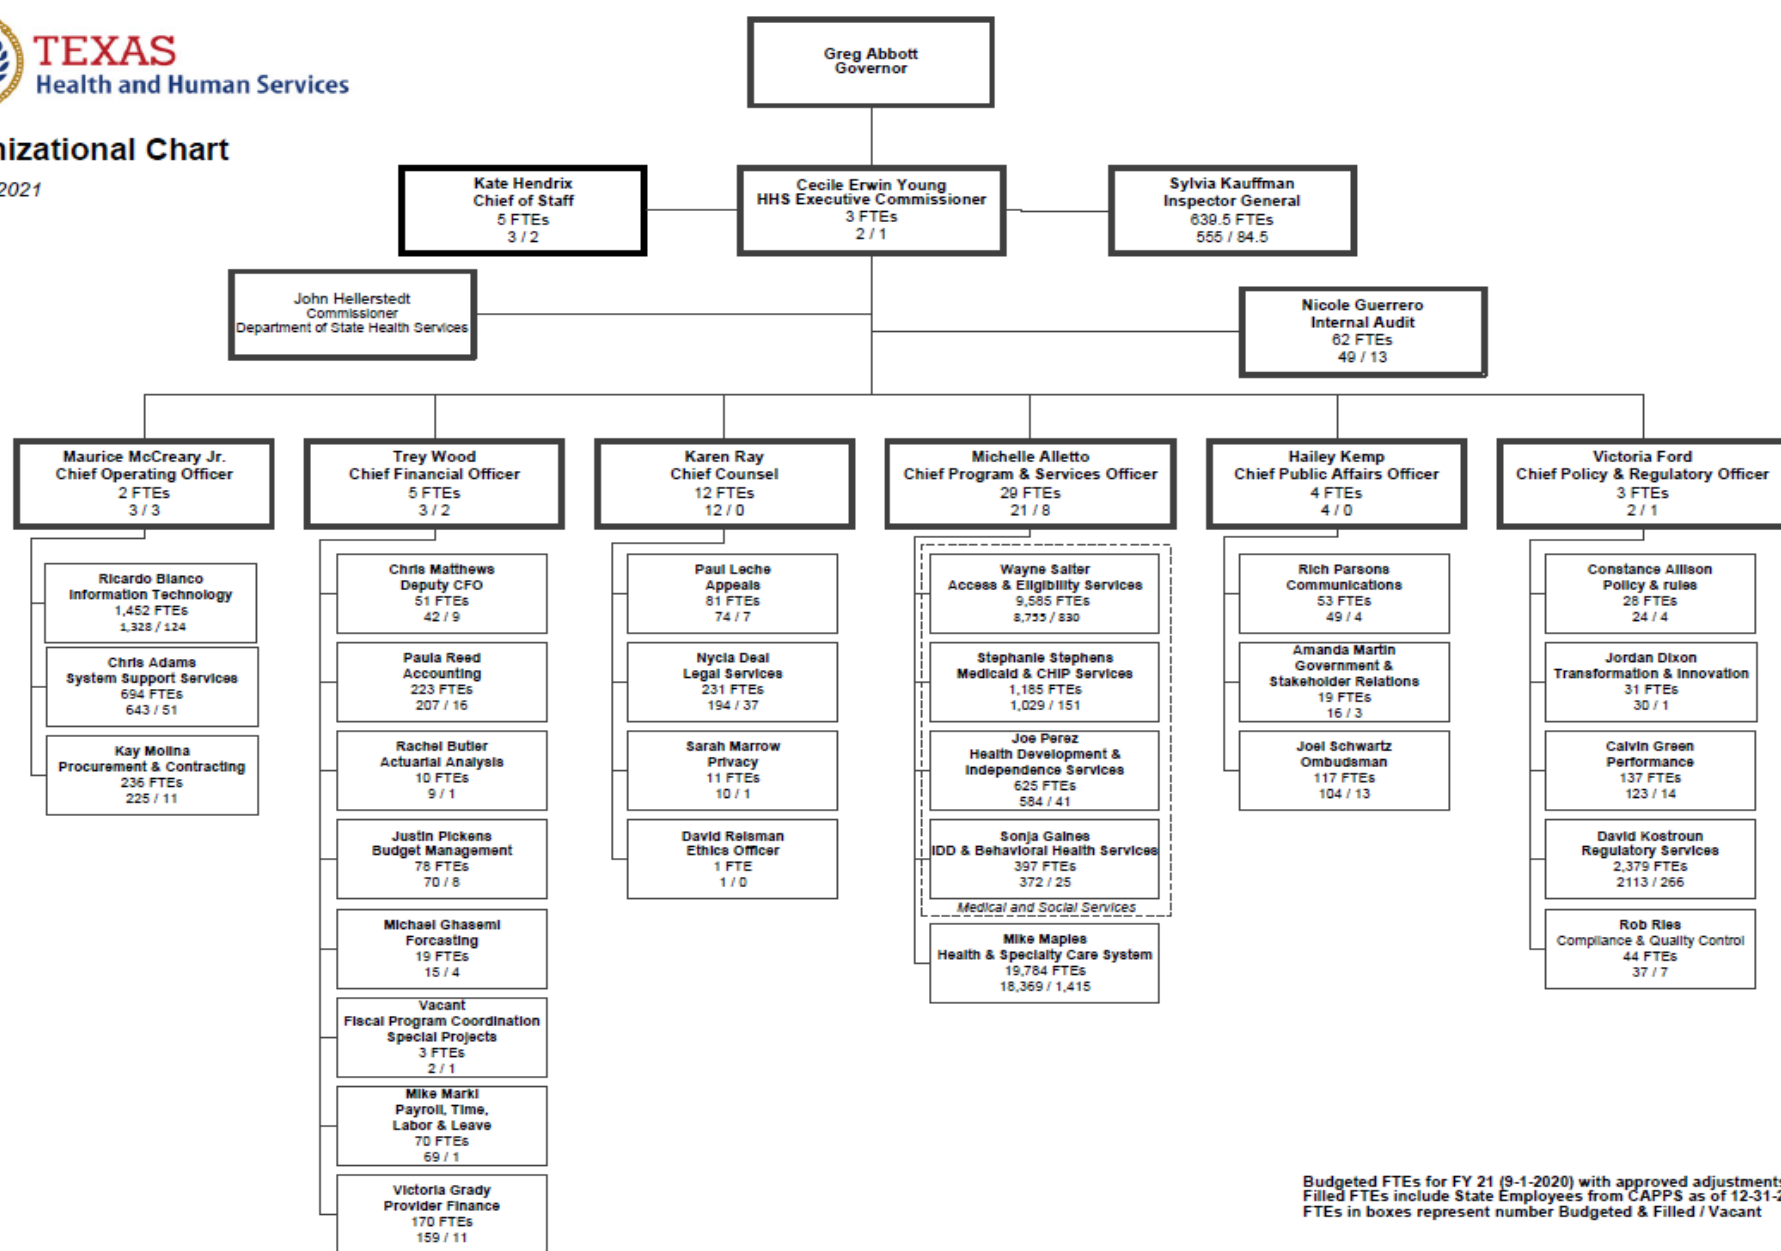 TEXAS
Health and Human Services
nizational Chart
2021
Greg Abbott
Governor
Kate Hendrix
Chief of Staff
5 FTEs
3 / 2
Cecile Erwin Young
HHS Executive Commissioner
3 FTEs
2 / 1
Sylvia Kauffman
Inspector General
639.5 FTEs
555 / 84.5
John Hellerstedt
Commissioner
Department of State Health Services
Nicole Guerrero
Internal Audit
62 FTEs
49 / 13
Maurice McCreary Jr.
Chief Operating Officer
2 FTEs
3 / 3
Ricardo Blanco
Information Technology
1,452 FTEs
1,328 / 124
Chris Adams
System Support Services
694 FTEs
643 / 51
Kay Molina
Procurement & Contracting
236 FTEs
225 / 11
Trey Wood
Chief Financial Officer
5 FTEs
3 / 2
Chris Matthews
Deputy CFO
51 FTEs
42 / 9
Paula Reed
Accounting
223 FTEs
207 / 16
Rachel Butler
Actuarial Analysis
10 FTEs
9 / 1
Justin Pickens
Budget Management
78 FTEs
70 / 8
Michael Ghasemi
Forcasting
19 FTEs
15 / 4
Vacant
Fiscal Program Coordination
Special Projects
3 FTEs
2 / 1
Mike Markl
Payroll, Time,
Labor & Leave
70 FTEs
69 / 1
Victoria Grady
Provider Finance
170 FTEs
159 / 11
Karen Ray
Chief Counsel
12 FTEs
12 / 0
Paul Leche
Appeals
81 FTEs
74 / 7
Nycia Deal
Legal Services
231 FTEs
194 / 37
Sarah Marrow
Privacy
11 FTEs
10 / 1
David Reisman
Ethics Officer
1 FTE
1 / 0
Michelle Alletto
Chief Program & Services Officer
29 FTEs
21 / 8
Wayne Salter
Access & Eligibility Services
9,585 FTEs
8,755 / 830
Stephanie Stephens
Medicaid & CHIP Services
1,185 FTEs
1,029 / 151
Joe Perez
Health Development &
Independence Services
625 FTEs
584 / 41
Sonja Gaines
IDD & Behavioral Health Services
397 FTEs
372 / 25
Medical and Social Services
Mike Maples
Health & Specialty Care System
19,784 FTEs
18,369 / 1,415
Hailey Kemp
Chief Public Affairs Officer
4 FTEs
4 / 0
Rich Parsons
Communications
53 FTEs
49 / 4
Amanda Martin
Government &
Stakeholder Relations
19 FTEs
16 / 3
Joel Schwartz
Ombudsman
117 FTEs
104 / 13
Victoria Ford
Chief Policy & Regulatory Officer
3 FTEs
2 / 1
Constance Allison
Policy & rules
28 FTEs
24 / 4
Jordan Dixon
Transformation & Innovation
31 FTEs
30 / 1
Calvin Green
Performance
137 FTEs
123 / 14
David Kostroun
Regulatory Services
2,379 FTEs
2113 / 266
Rob Ries
Compliance & Quality Control
44 FTEs
37 / 7
Budgeted FTEs for FY 21 (9-1-2020) with approved adjustments
Filled FTEs include State Employees from CAPPS as of 12-31-2
FTEs in boxes represent number Budgeted & Filled / Vacant